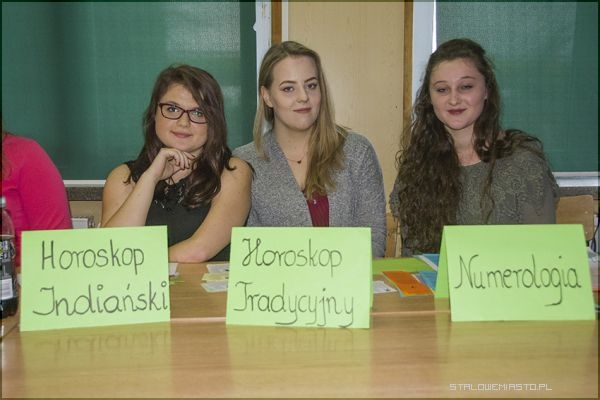 Horoskop
Indiański
Horoskop
Tradycyjny
Numerologia
STALOWEMIASTO.PL